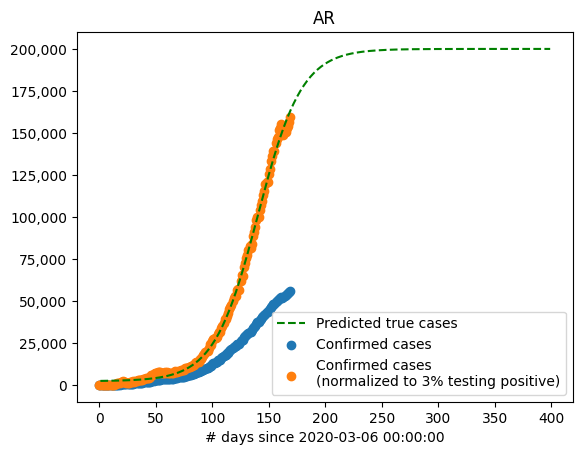 AR
200,000
175,000
150,000
125,000
100,000
75,000
50,000
25,000
0
0 50 100 150 200 250 300 350 400
# days since 2020-03-06 00:00:00
Predicted true cases
Confirmed cases
Confirmed cases
(normalized to 3% testing positive)